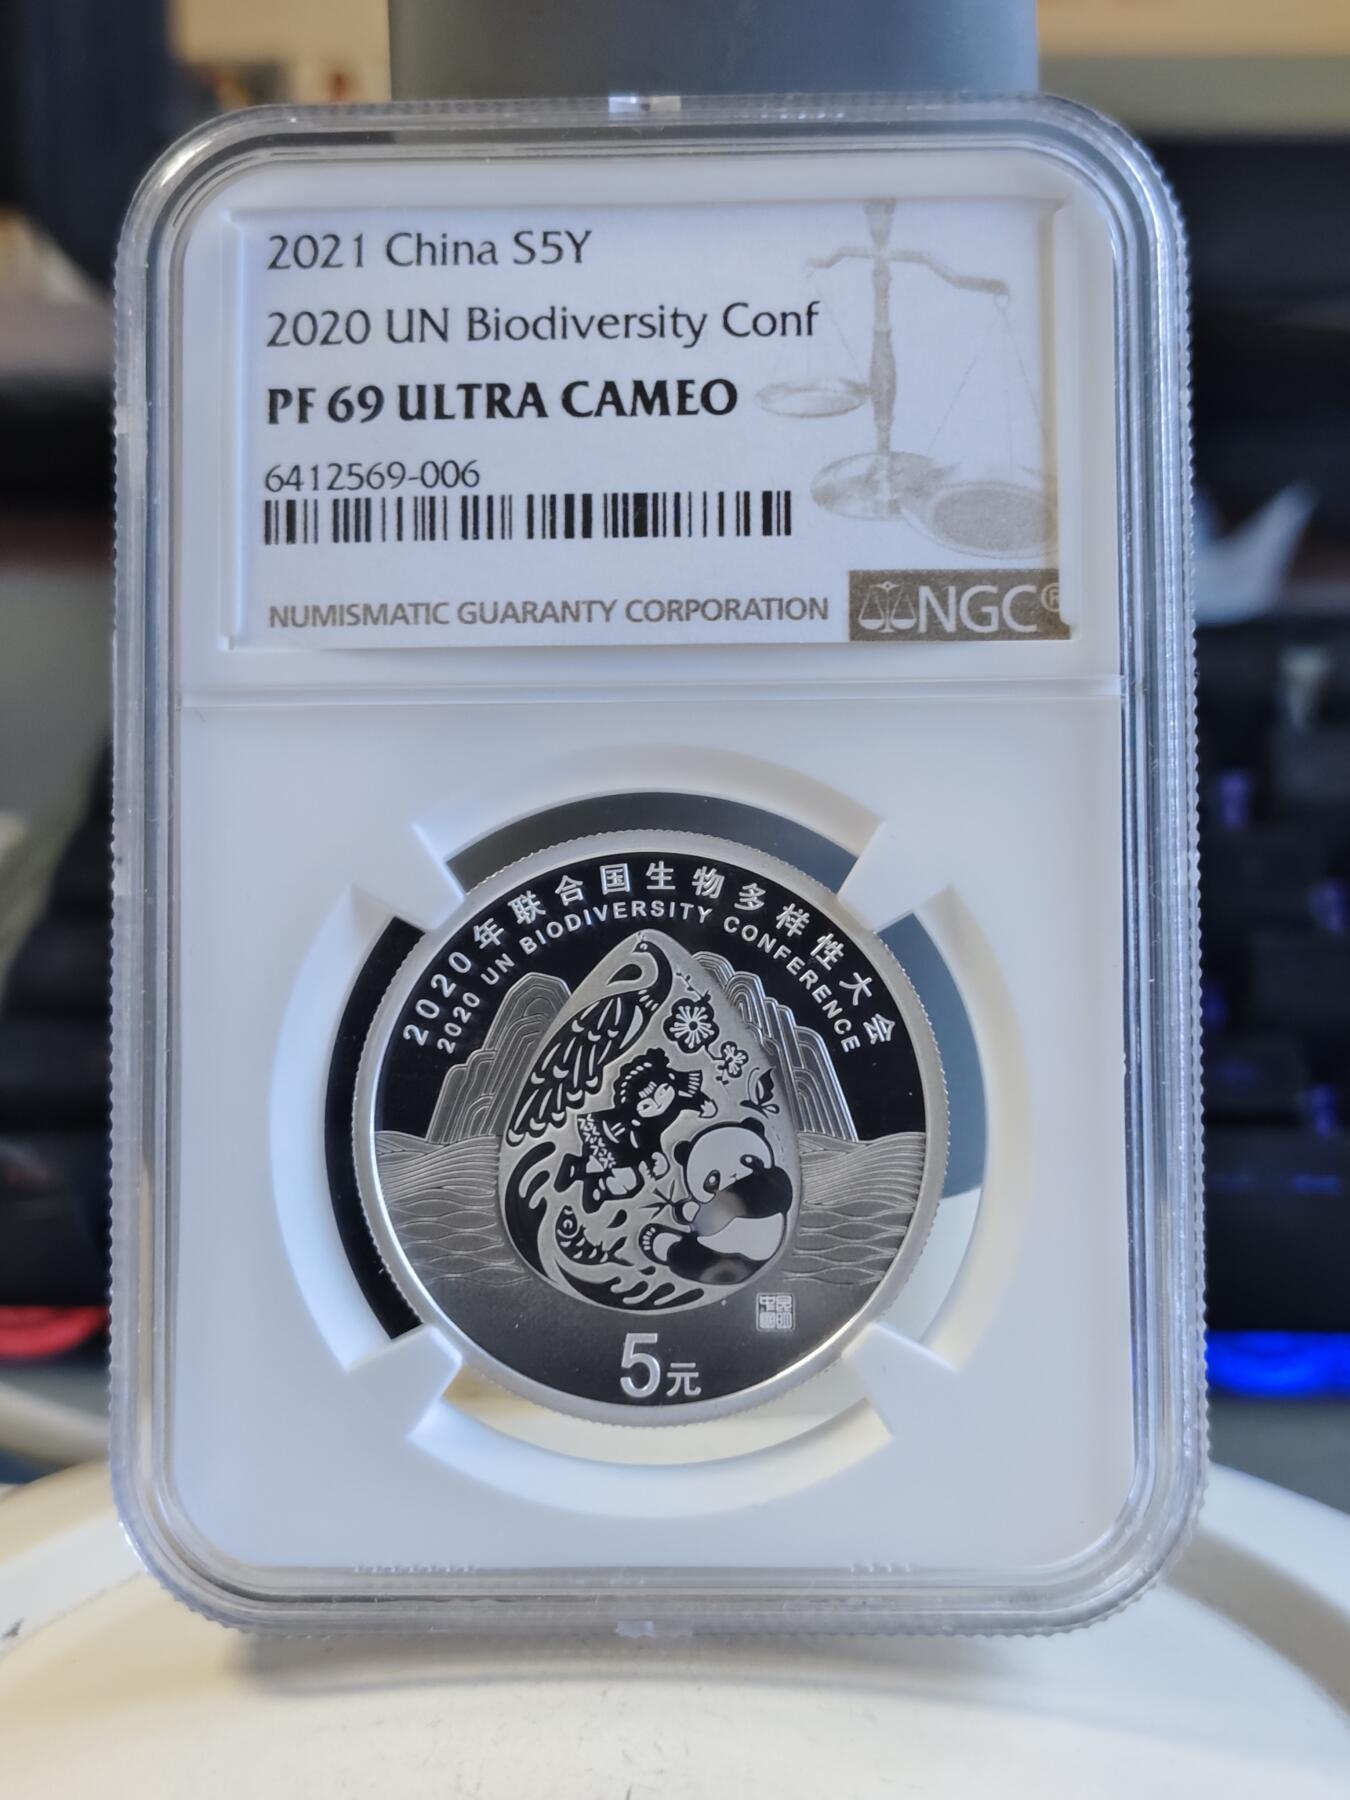 2021 China S5Y
2020 UN Biodiversity Conf
PF 69 ULTRA CAMEO
6412569-006
NUMISMATIC GUARANTY CORPORATION
NGC®
2020年联合国生物多样性大会
2020 UN BIODIVERSITY CONFERENCE
5元